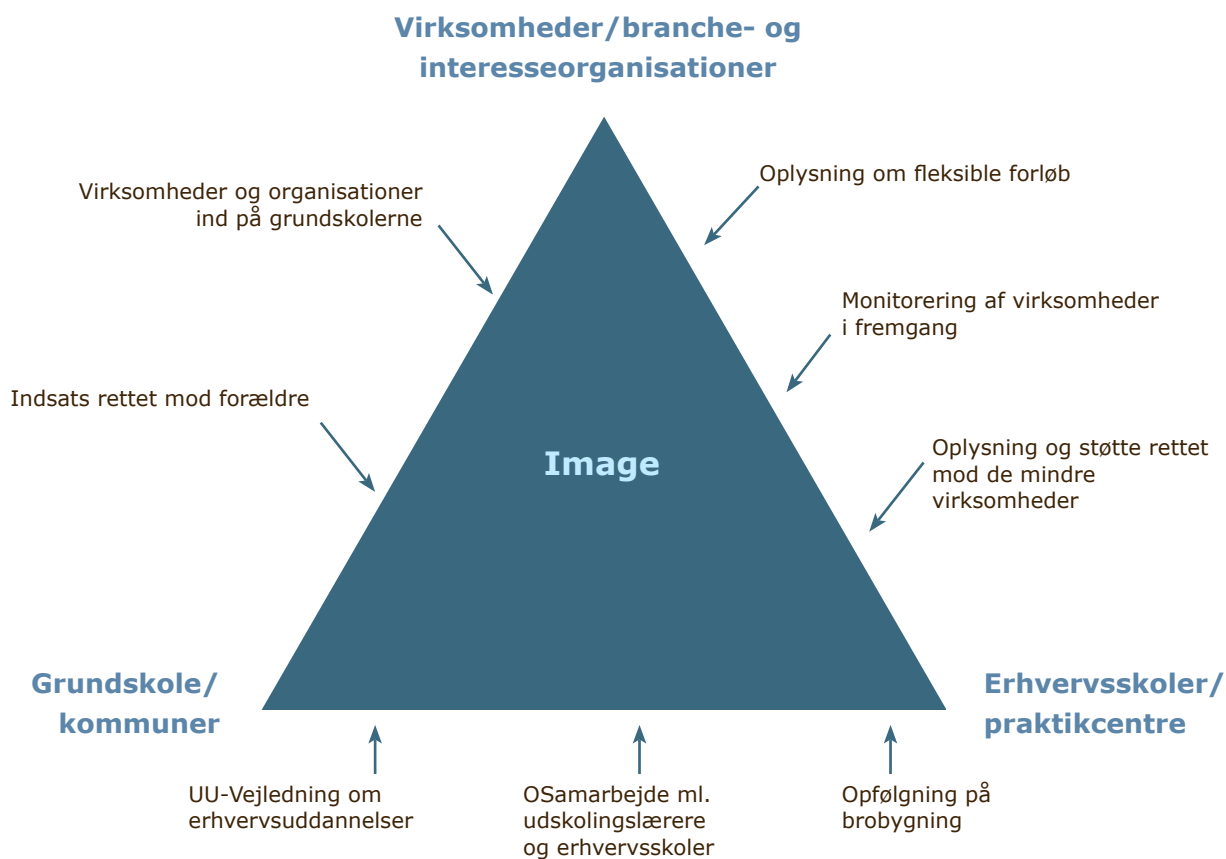 Virksomheder/branche- og
interesseorganisationer
Virksomheder og organisationer
ind på grundskolerne
Oplysning om fleksible forløb
Monitorering af virksomheder
i fremgang
Indsats rettet mod forældre
Image
Oplysning og støtte rettet
mod de mindre
virksomheder
Grundskole/
kommuner
Erhvervsskoler/
praktikcentre
UU-Vejledning om
erhvervsuddannelser
OSamarbejde ml.
udskolingslærere
og erhvervsskoler
Opfølgning på
brobygning